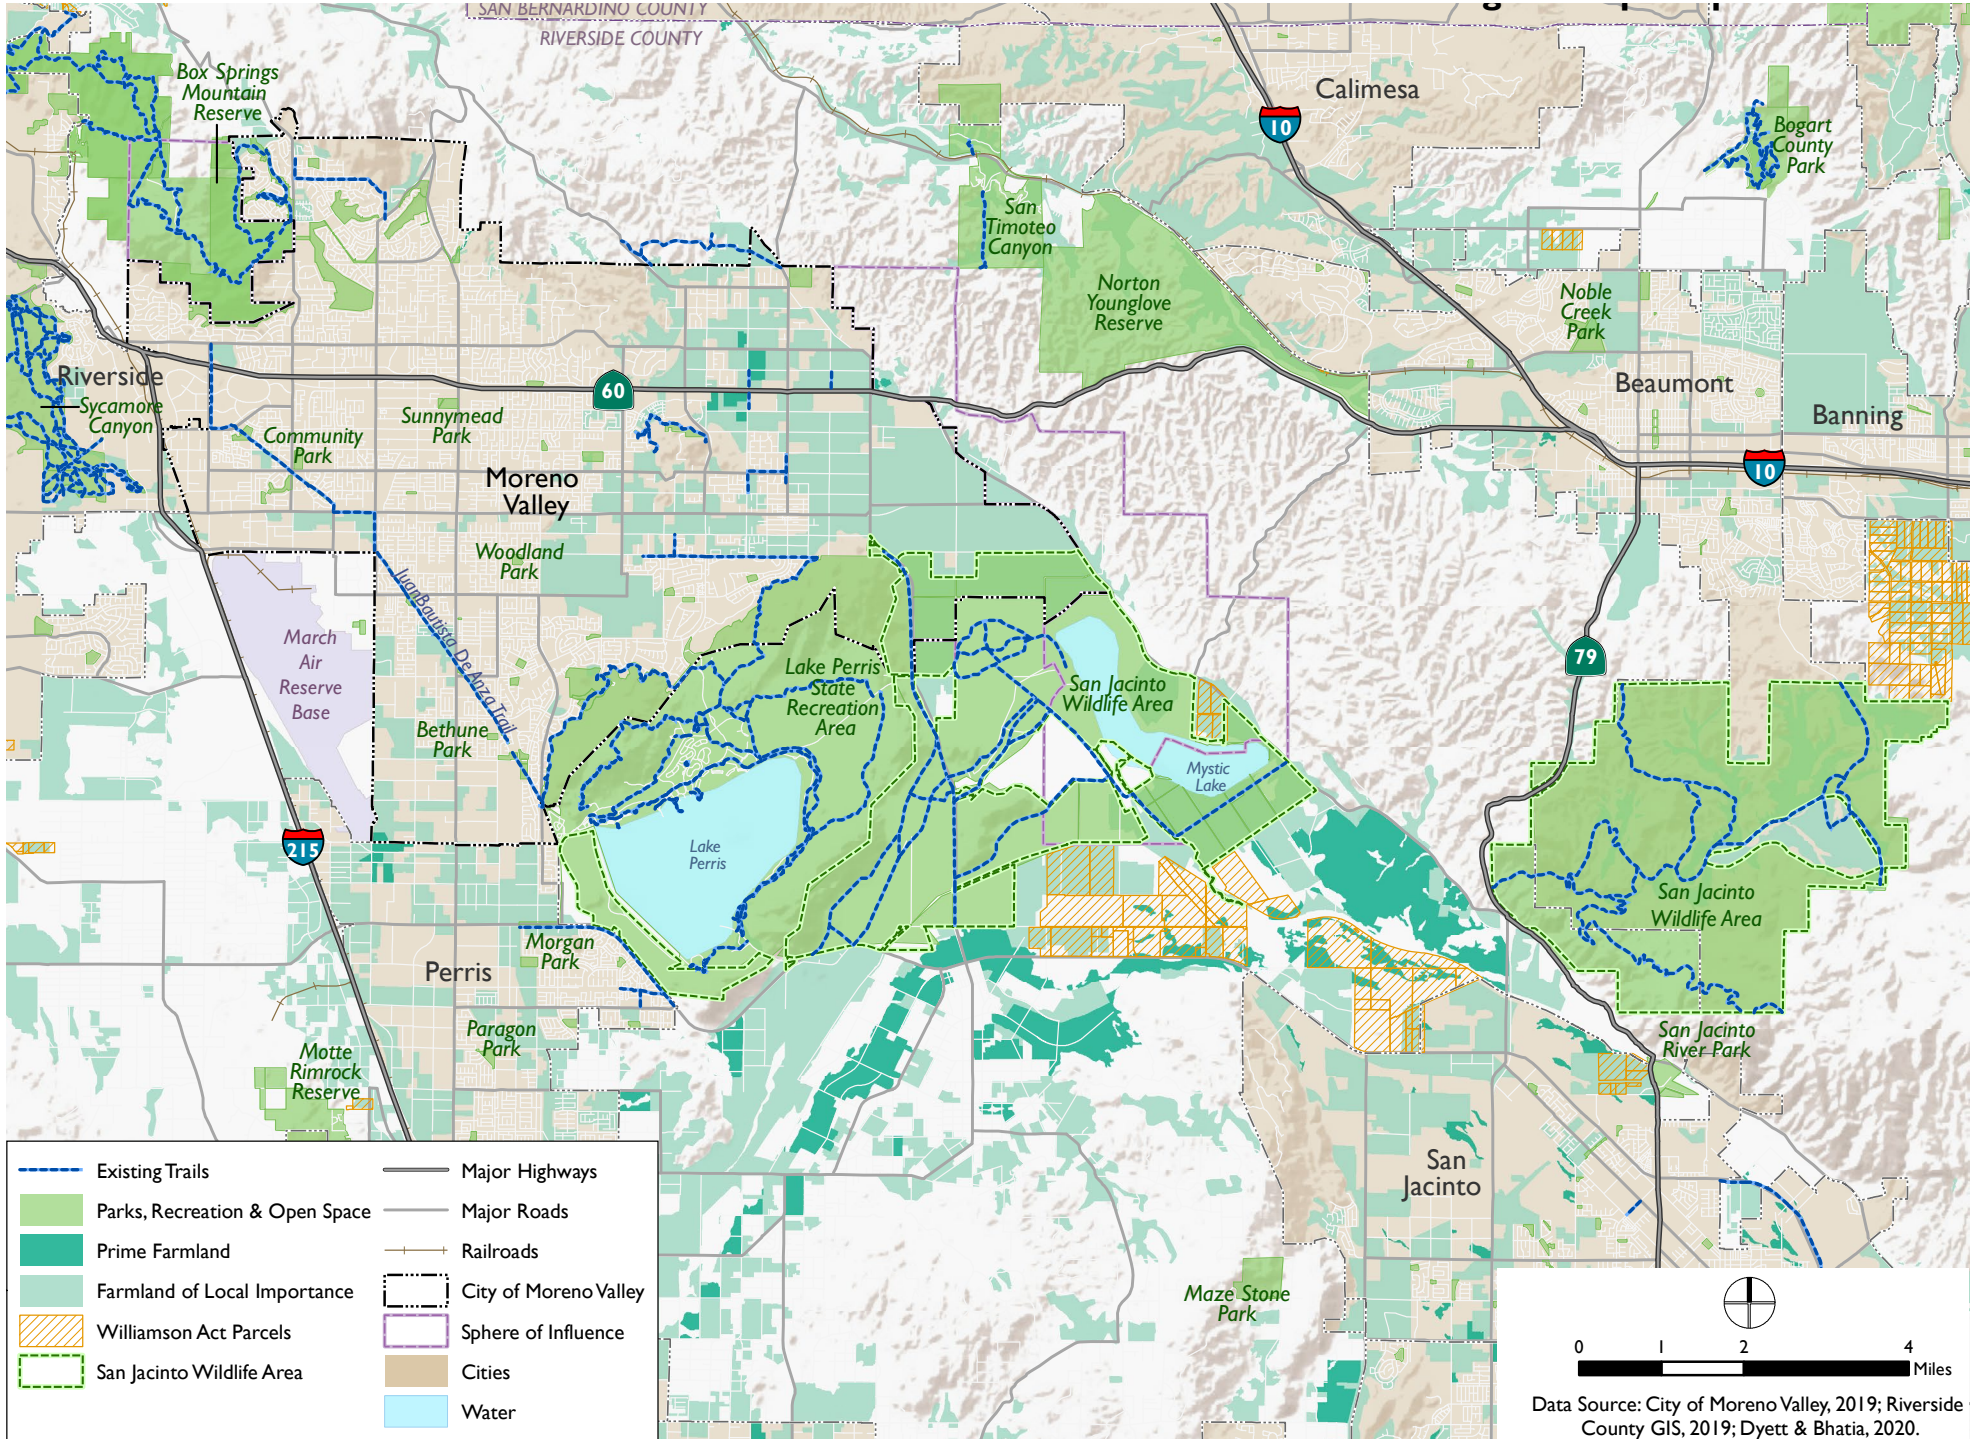 SAN BERNARDINO COUNTY
RIVERSIDE COUNTY
Box Springs
Mountain
Reserve
Calimesa
10
Bogart
County
Park
San
Timoteo
Canyon
Norton
Younglove
Reserve
Noble
Creek
Park
Riverside
60
Beaumont
Sycamore
Canyon
Sunnymead
Park
Banning
Community
Park
Moreno
Valley
10
Woodland
Park
Juan Bautista De Anza Trail
March
Air
Reserve
Base
79
Lake Perris
State
Recreation
Area
San Jacinto
Wildlife Area
Bethune
Park
Mystic
Lake
215
Lake
Perris
San Jacinto
Wildlife Area
Morgan
Park
Perris
Paragon
Park
San Jacinto
River Park
Motte
Rimrock
Reserve
San
Jacinto
Maze Stone
Park
Existing Trails
Parks, Recreation & Open Space
Prime Farmland
Farmland of Local Importance
Williamson Act Parcels
San Jacinto Wildlife Area
Major Highways
Major Roads
Railroads
City of Moreno Valley
Sphere of Influence
Cities
Water
0 1 2 4
Miles
Data Source: City of Moreno Valley, 2019; Riverside
County GIS, 2019; Dyett & Bhatia, 2020.